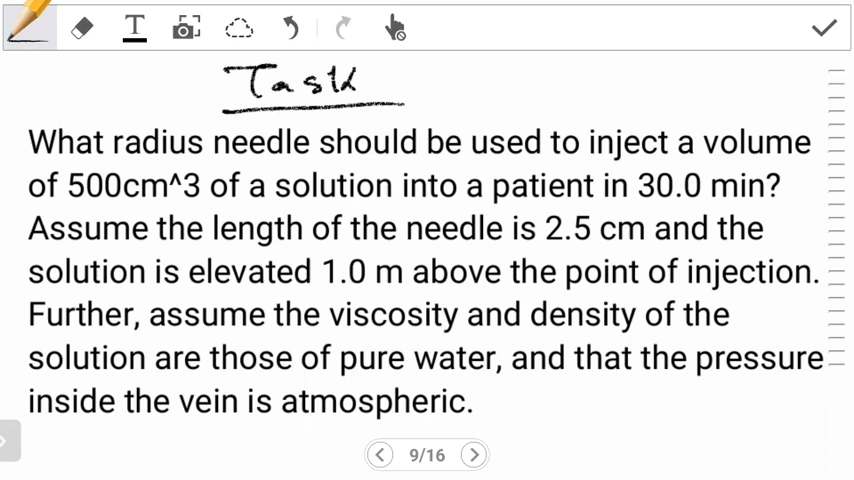 T
Task
What radius needle should be used to inject a volume
of 500cm^3 of a solution into a patient in 30.0 min?
Assume the length of the needle is 2.5 cm and the
solution is elevated 1.0 m above the point of injection.
Further, assume the viscosity and density of the
solution are those of pure water, and that the pressure
inside the vein is atmospheric.
9/16